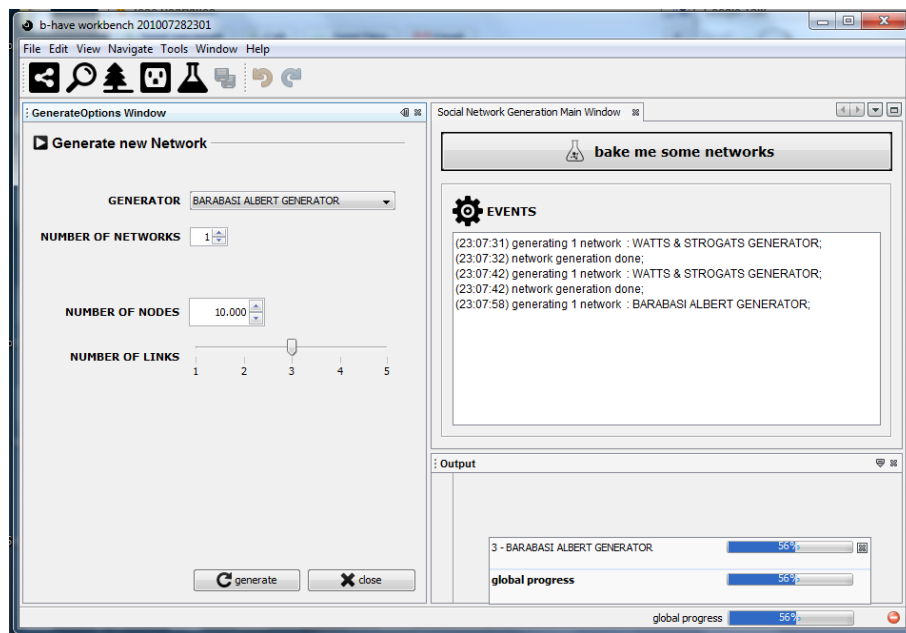 b-have workbench 201007282301
File Edit View Navigate Tools Window Help
GenerateOptions Window
Generate new Network
GENERATOR BARABASI ALBERT GENERATOR
NUMBER OF NETWORKS 1
NUMBER OF NODES 10.000
NUMBER OF LINKS
1 2 3 4 5
generate close
Social Network Generation Main Window
bake me some networks
EVENTS
(23:07:31) generating 1 network : WATTS & STROGATS GENERATOR;
(23:07:32) network generation done;
(23:07:42) generating 1 network : WATTS & STROGATS GENERATOR;
(23:07:42) network generation done;
(23:07:58) generating 1 network : BARABASI ALBERT GENERATOR;
Output
3 - BARABASI ALBERT GENERATOR 56%
global progress 56%
global progress 56%